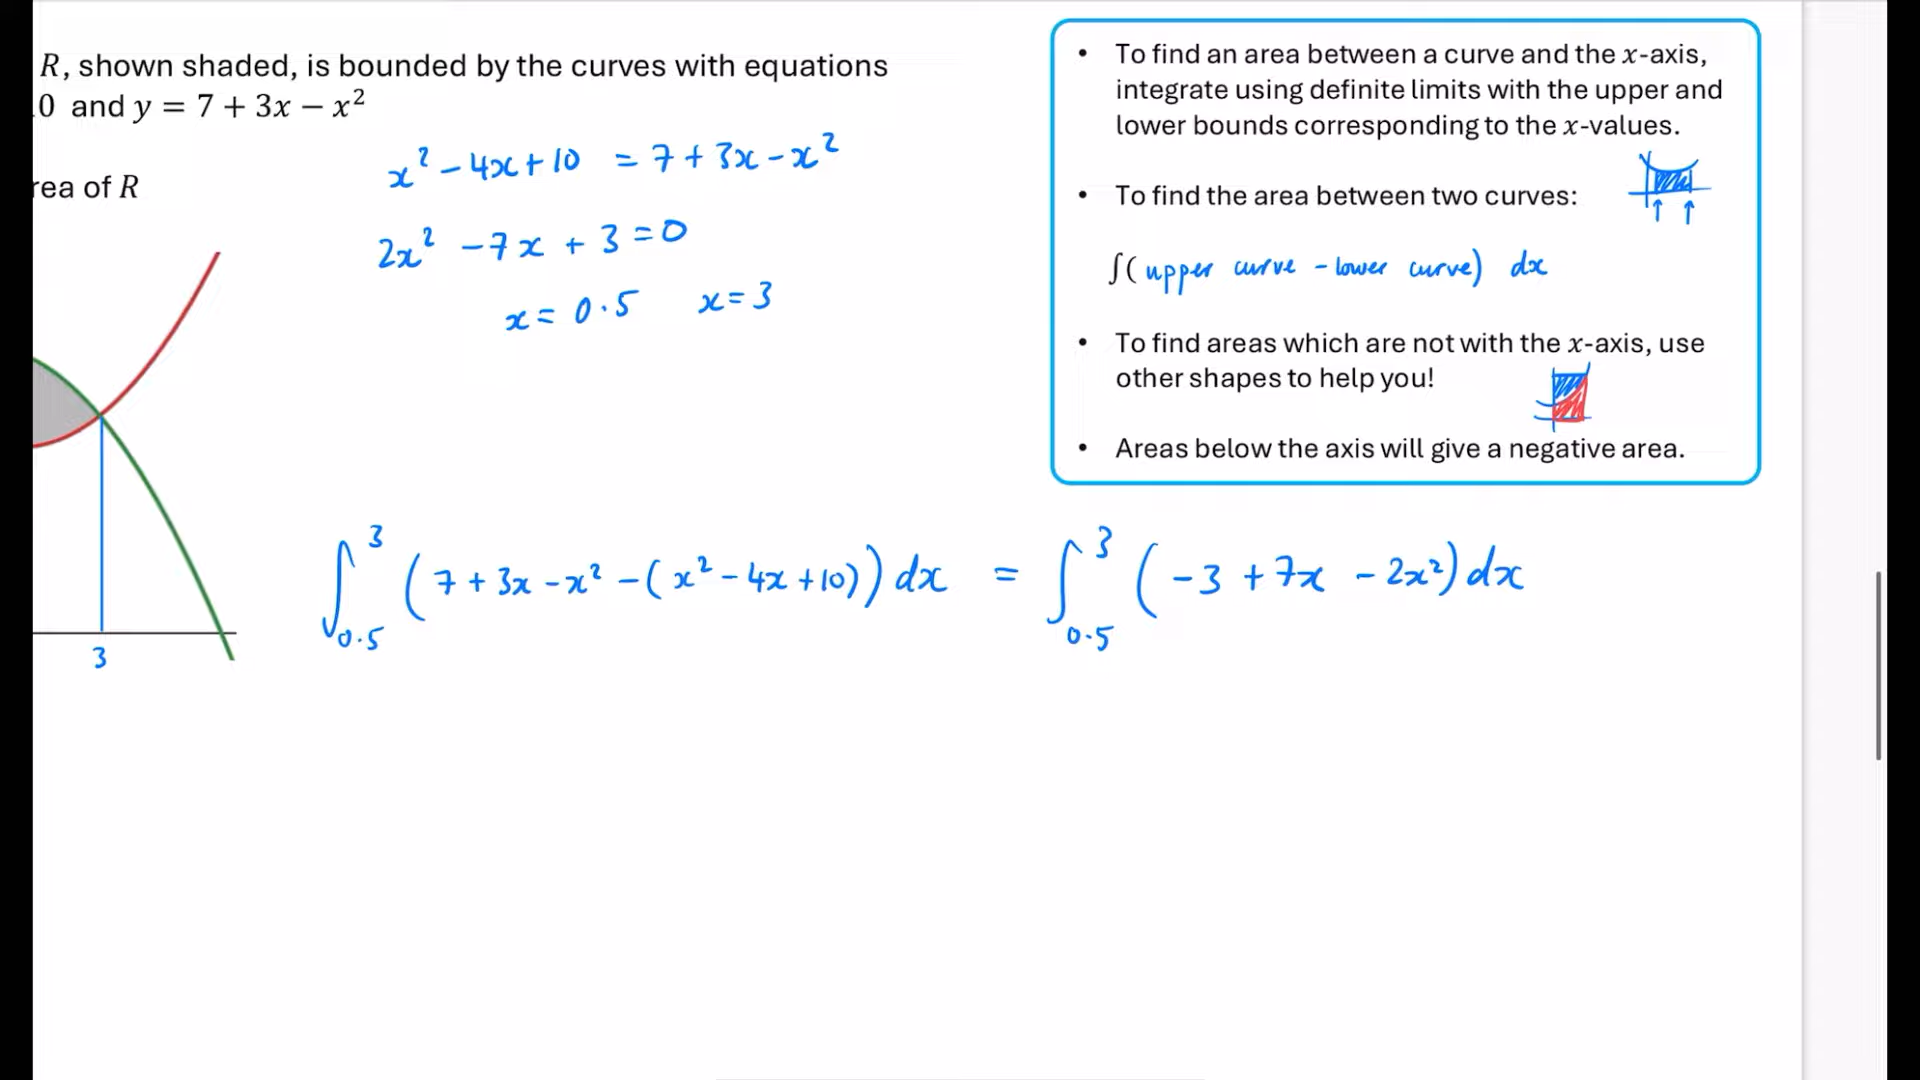 R, shown shaded, is bounded by the curves with equations
.0 and y = 7 + 3x − x²
x² - 4x + 10 = 7 + 3x - x²
rea of R
2x² - 7x + 3 = 0
x = 0.5 x = 3
• To find an area between a curve and the x-axis,
integrate using definite limits with the upper and
lower bounds corresponding to the x-values.
• To find the area between two curves:
∫(upper curve - lower curve) dx
• To find areas which are not with the x-axis, use
other shapes to help you!
• Areas below the axis will give a negative area.
∫_{0.5}^{3} (7 + 3x - x² - (x² - 4x + 10)) dx = ∫_{0.5}^{3} (-3 + 7x - 2x²) dx
3